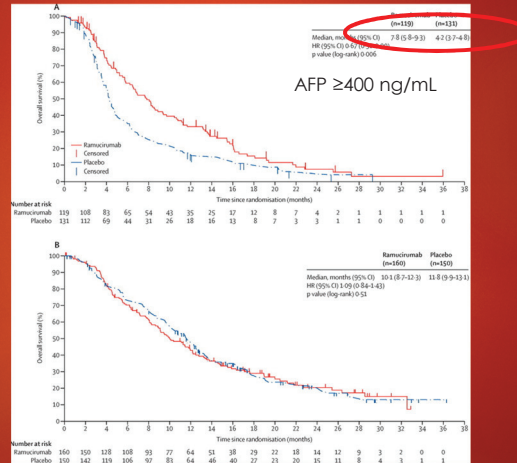 A
Ramucirumab Placebo
(n=119) (n=131)
Median, months (95% CI) 7·8 (5·8–9·3) 4·2 (3·7–4·8)
HR (95% CI) 0·67
p value (log-rank) 0·006
AFP ≥400 ng/mL
Overall survival (%)
100
90
80
70
60
50
40
30
20
10
0
Ramucirumab
Censored
Placebo
Censored
0 2 4 6 8 10 12 14 16 18 20 22 24 26 28 30 32 34 36 38
Time since randomisation (months)
Number at risk
Ramucirumab 119 108 83 65 54 43 35 25 17 12 8 7 4 2 1 1 1 1 1
Placebo 131 112 69 44 31 26 18 16 13 8 7 3 3 1 1 0 0 0 0
B
Ramucirumab Placebo
(n=160) (n=150)
Median, months (95% CI) 10·1 (8·7–12·3) 11·8 (9·9–13·1)
HR (95% CI) 1·09 (0·84–1·43)
p value (log-rank) 0·51
Overall survival (%)
100
90
80
70
60
50
40
30
20
10
0
0 2 4 6 8 10 12 14 16 18 20 22 24 26 28 30 32 34 36 38
Time since randomisation (months)
Number at risk
Ramucirumab 160 150 128 108 93 77 64 51 38 29 22 18 14 12 9 3 2 0 0
Placebo 150 142 119 106 97 83 64 46 40 27 23 20 15 11 8 4 3 1 1